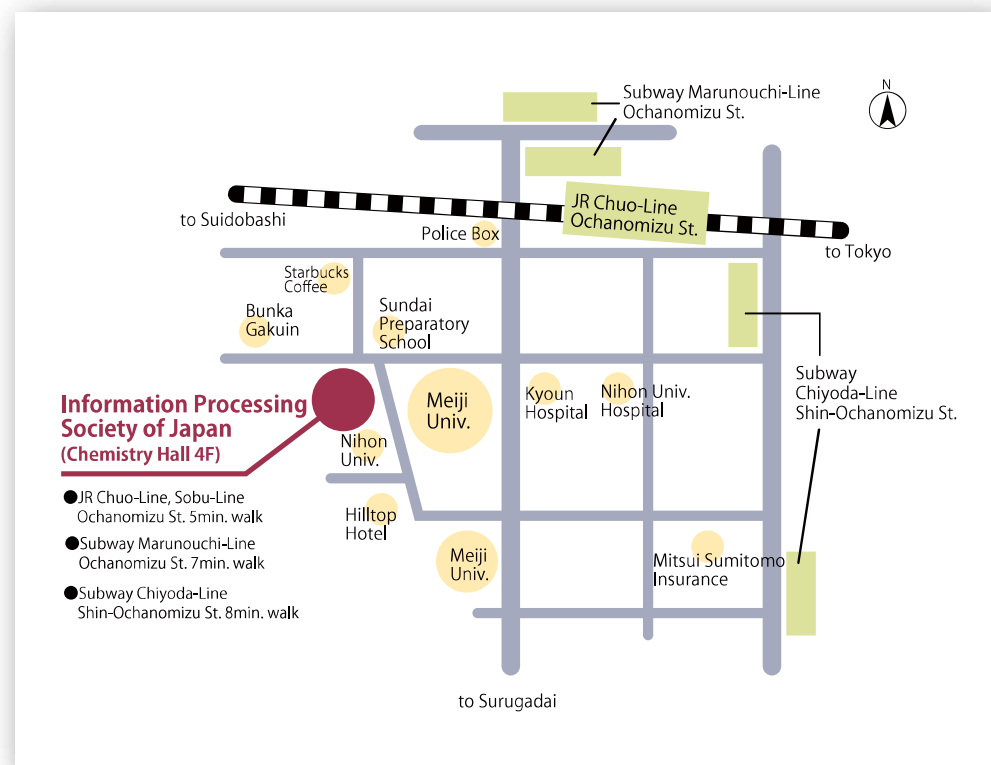 Subway Marunouchi-Line
Ochanomizu St.
N
JR Chuo-Line
Ochanomizu St.
to Suidobashi
Police Box
to Tokyo
Starbucks
Coffee
Bunka
Gakuin
Sundai
Preparatory
School
Subway
Chiyoda-Line
Shin-Ochanomizu St.
Information Processing
Society of Japan
(Chemistry Hall 4F)
Meiji
Univ.
Kyoun
Hospital
Nihon Univ.
Hospital
Nihon
Univ.
●JR Chuo-Line, Sobu-Line
Ochanomizu St. 5min. walk
●Subway Marunouchi-Line
Ochanomizu St. 7min. walk
●Subway Chiyoda-Line
Shin-Ochanomizu St. 8min. walk
Hilltop
Hotel
Meiji
Univ.
Mitsui Sumitomo
Insurance
to Surugadai